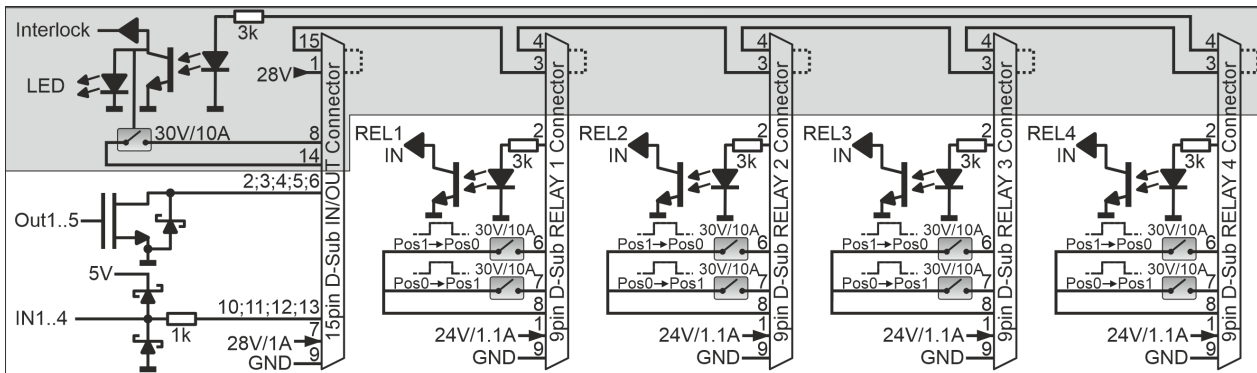 Interlock
LED
3k
15
1
28V
30V/10A
8
14
2;3;4;5;6
Out1..5
5V
IN1..4
10;11;12;13
1k
7
28V/1A
9
GND
15pin D-Sub IN/OUT Connector
4
3
REL1
IN
2
3k
30V/10A
Pos1→Pos0
6
30V/10A
Pos0→Pos1
7
8
24V/1.1A
1
GND
9
9pin D-Sub RELAY 1 Connector
4
3
REL2
IN
2
3k
30V/10A
Pos1→Pos0
6
30V/10A
Pos0→Pos1
7
8
24V/1.1A
1
GND
9
9pin D-Sub RELAY 2 Connector
4
3
REL3
IN
2
3k
30V/10A
Pos1→Pos0
6
30V/10A
Pos0→Pos1
7
8
24V/1.1A
1
GND
9
9pin D-Sub RELAY 3 Connector
4
3
REL4
IN
2
3k
30V/10A
Pos1→Pos0
6
30V/10A
Pos0→Pos1
7
8
24V/1.1A
1
GND
9
9pin D-Sub RELAY 4 Connector